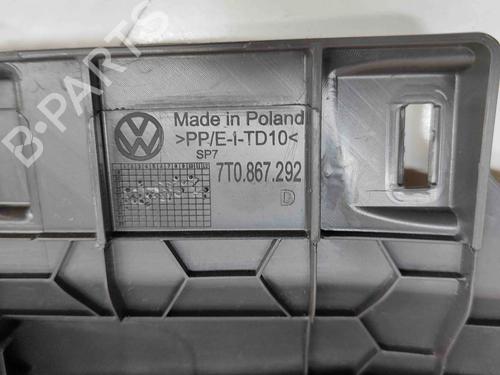 B-PARTS
Made in Poland
>PP/E-I-TD10<
SP7
7T0.867.292
D